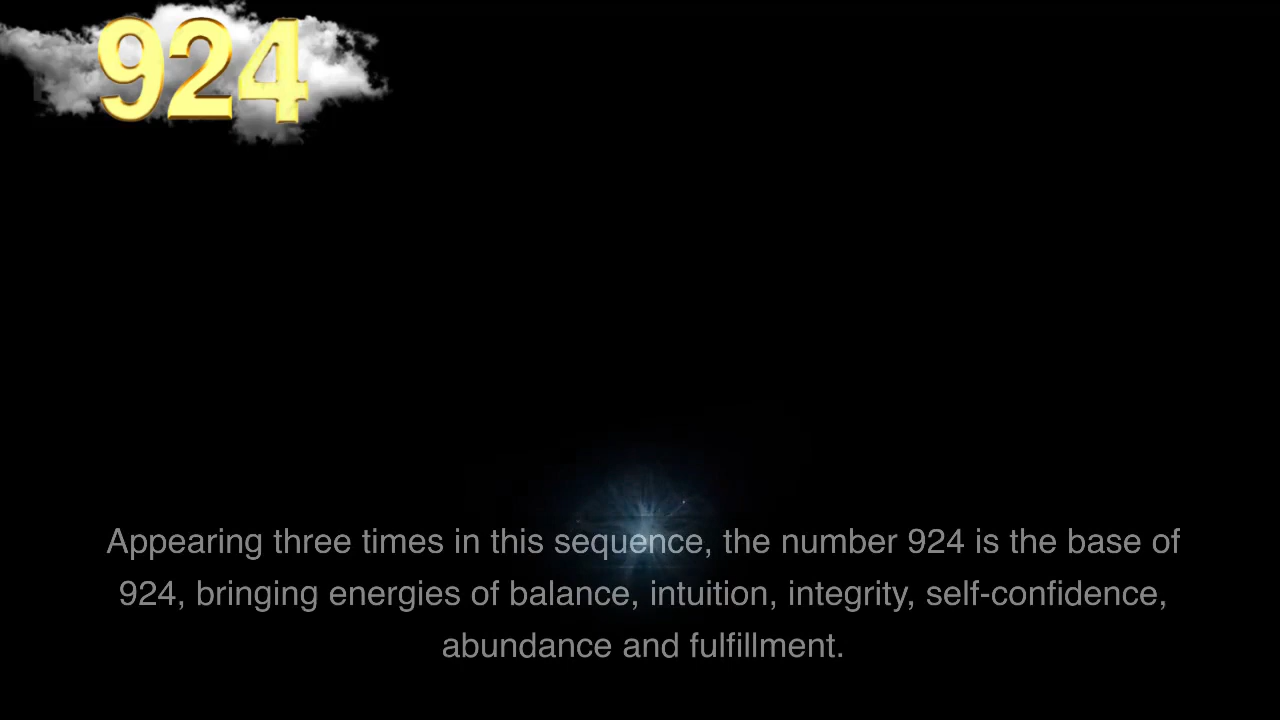 924
Appearing three times in this sequence, the number 924 is the base of
924, bringing energies of balance, intuition, integrity, self-confidence,
abundance and fulfillment.